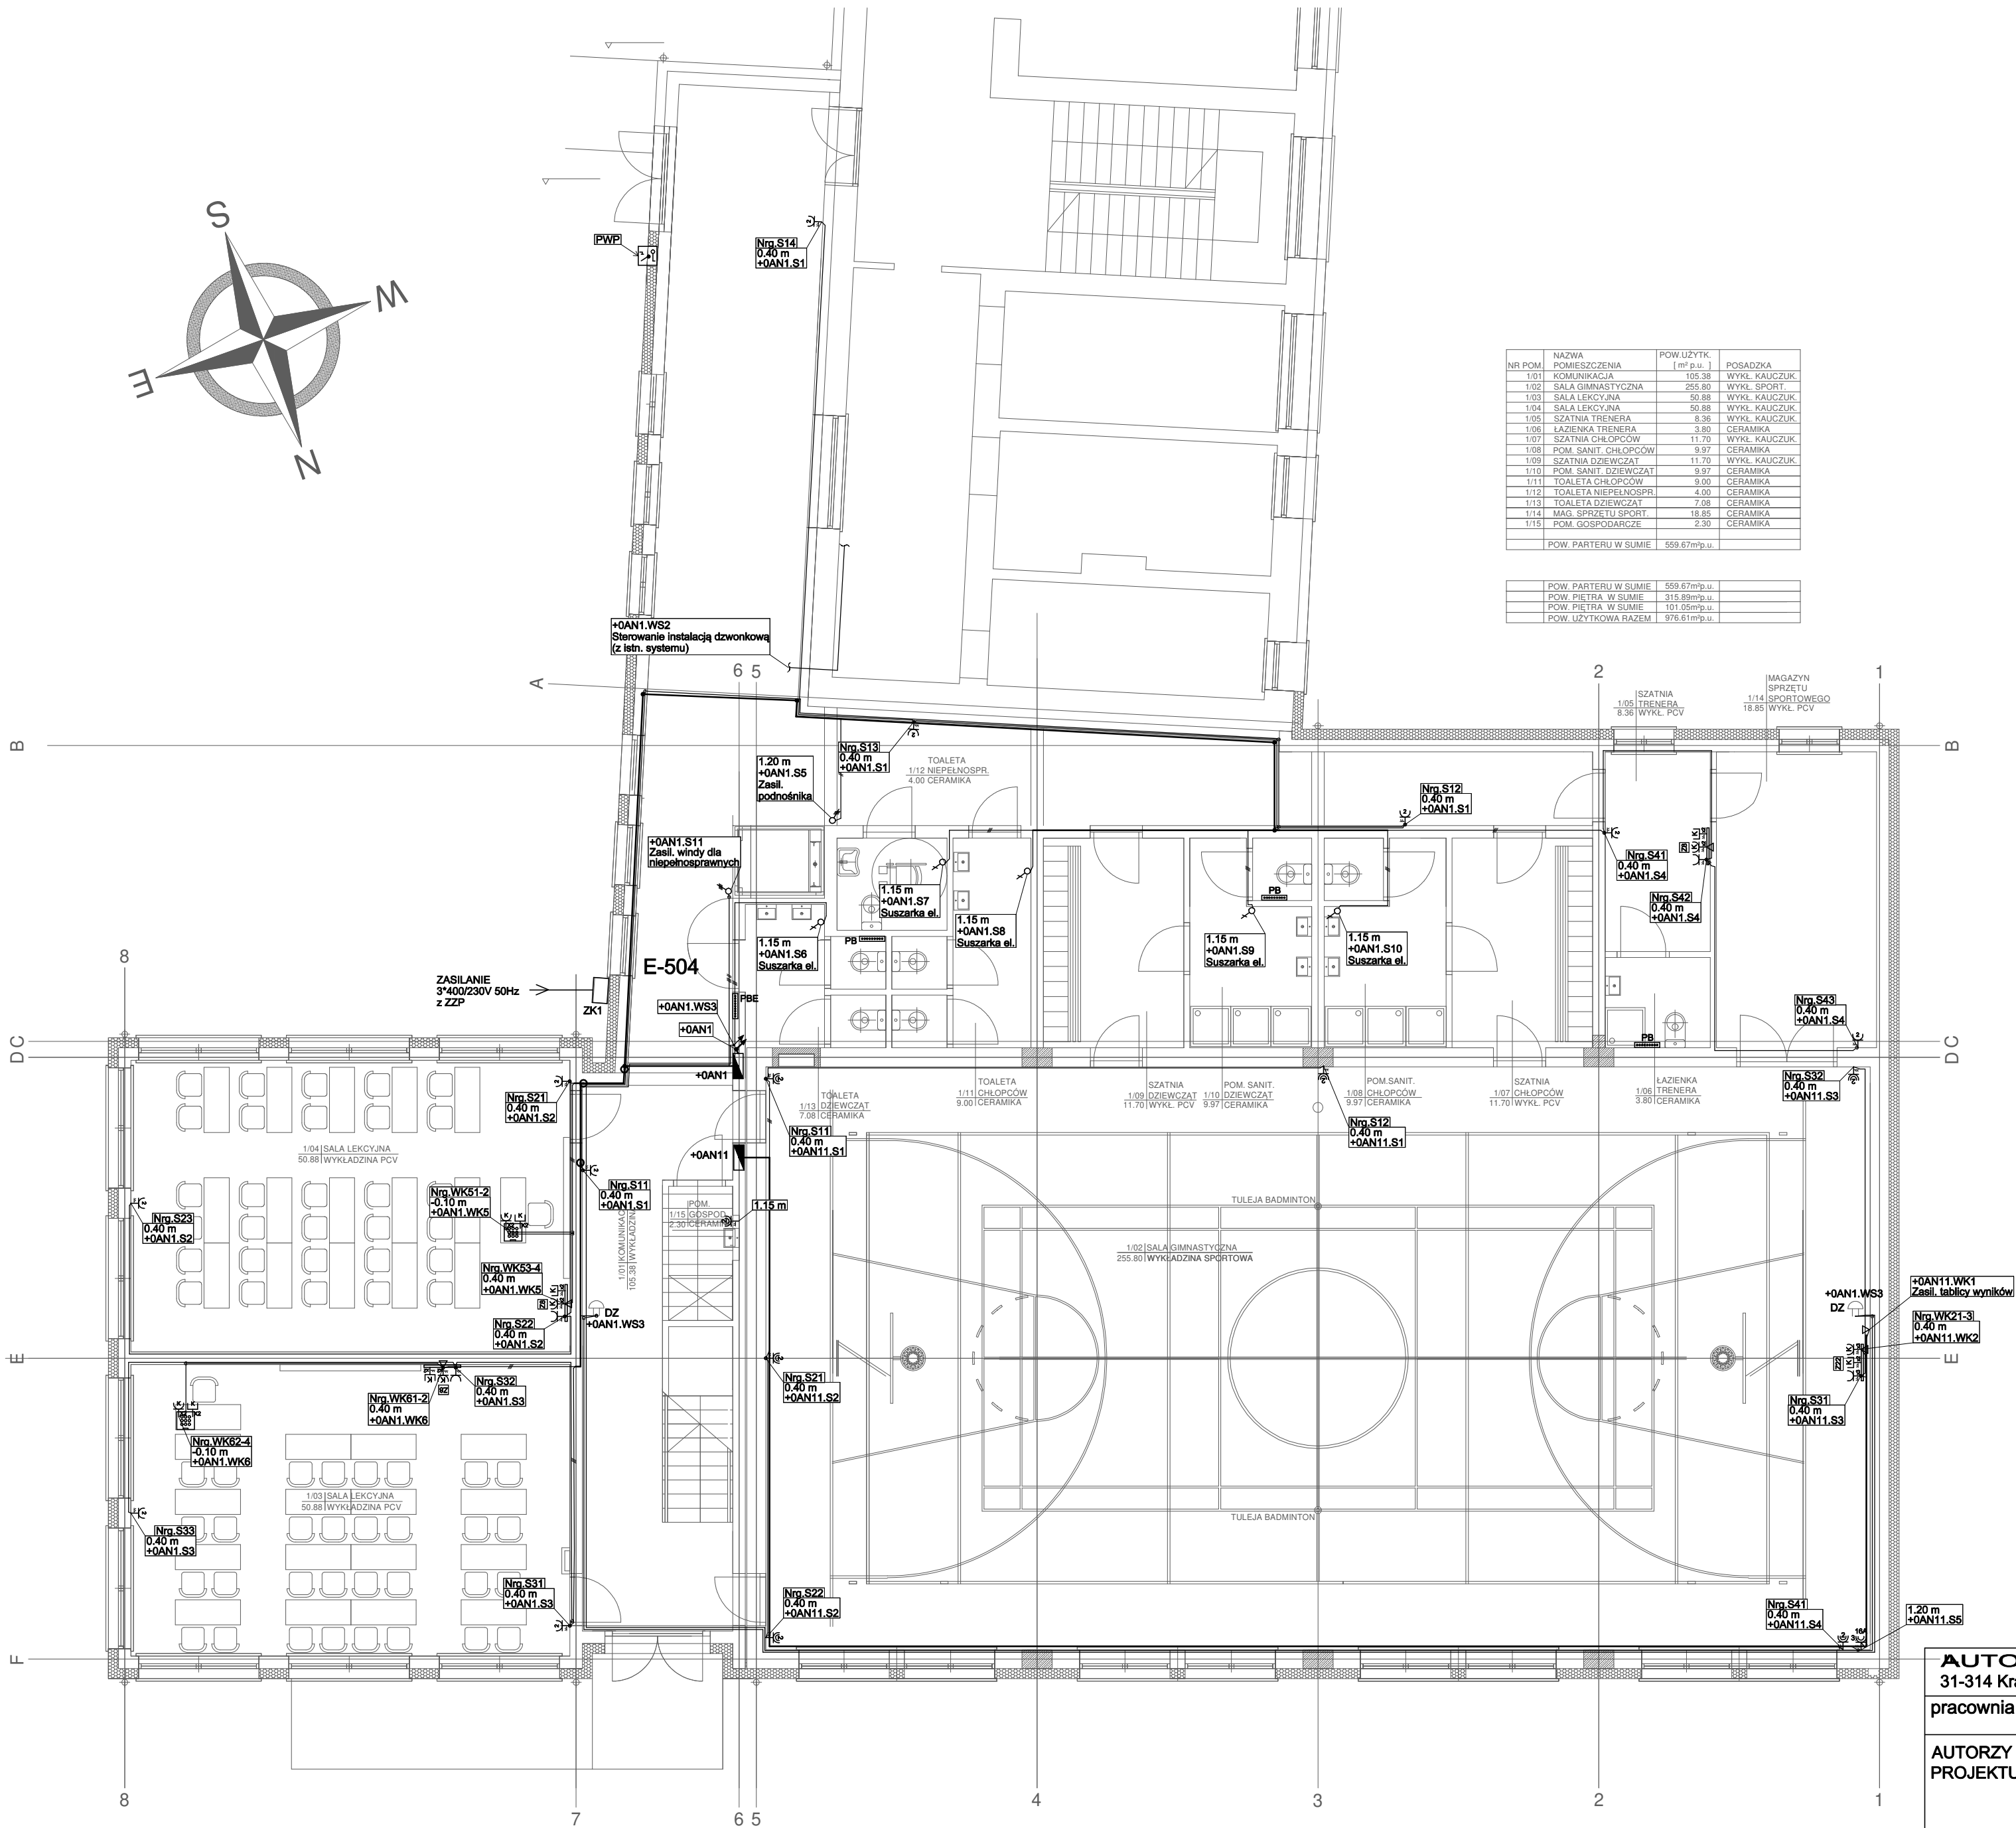 S
W
E
N
PWP
Nrg.S14
0.40 m
+0AN1.S1
NR POM. NAZWA POMIESZCZENIA POW.UŻYTK. [ m² p.u. ] POSADZKA
1/01 KOMUNIKACJA 105.38 WYKŁ. KAUCZUK.
1/02 SALA GIMNASTYCZNA 255.80 WYKŁ. SPORT.
1/03 SALA LEKCYJNA 50.88 WYKŁ. KAUCZUK.
1/04 SALA LEKCYJNA 50.88 WYKŁ. KAUCZUK.
1/05 SZATNIA TRENERA 8.36 WYKŁ. KAUCZUK.
1/06 ŁAZIENKA TRENERA 3.80 CERAMIKA
1/07 SZATNIA CHŁOPCÓW 11.70 WYKŁ. KAUCZUK.
1/08 POM. SANIT. CHŁOPCÓW 9.97 CERAMIKA
1/09 SZATNIA DZIEWCZĄT 11.70 WYKŁ. KAUCZUK.
1/10 POM. SANIT. DZIEWCZĄT 9.97 CERAMIKA
1/11 TOALETA CHŁOPCÓW 9.00 CERAMIKA
1/12 TOALETA NIEPEŁNOSPR. 4.00 CERAMIKA
1/13 TOALETA DZIEWCZĄT 7.08 CERAMIKA
1/14 MAG. SPRZĘTU SPORT. 18.85 CERAMIKA
1/15 POM. GOSPODARCZE 2.30 CERAMIKA
POW. PARTERU W SUMIE 559.67m²p.u.
POW. PARTERU W SUMIE 559.67m²p.u.
POW. PIĘTRA W SUMIE 315.89m²p.u.
POW. PIĘTRA W SUMIE 101.05m²p.u.
POW. UŻYTKOWA RAZEM 976.61m²p.u.
+0AN1.WS2
Sterowanie instalacją dzwonkową
(z istn. systemu)
A
6 5
2
1
SZATNIA
1/05 TRENERA
8.36 WYKŁ. PCV
MAGAZYN
SPRZĘTU
1/14 SPORTOWEGO
18.85 WYKŁ. PCV
B
B
Nrg.S13
0.40 m
+0AN1.S1
1.20 m
+0AN1.S5
Zasil.
podnośnika
TOALETA
1/12 NIEPEŁNOSPR.
4.00 CERAMIKA
Nrg.S12
0.40 m
+0AN1.S1
+0AN1.S11
Zasil. windy dla
niepełnosprawnych
Nrg.S41
0.40 m
+0AN1.S4
Nrg.S42
0.40 m
+0AN1.S4
1.15 m
+0AN1.S7
Suszarka el.
1.15 m
+0AN1.S8
Suszarka el.
PB
1.15 m
+0AN1.S6
Suszarka el.
PB
1.15 m
+0AN1.S9
Suszarka el.
1.15 m
+0AN1.S10
Suszarka el.
8
ZASILANIE
3*400/230V 50Hz
z ZZP
ZK1
E-504
PBE
+0AN1.WS3
+0AN1
+0AN1
Nrg.S43
0.40 m
+0AN1.S4
PB
C
D
C
D
Nrg.S21
0.40 m
+0AN1.S2
TOALETA
1/13 DZIEWCZĄT
7.08 CERAMIKA
TOALETA
1/11 CHŁOPCÓW
9.00 CERAMIKA
SZATNIA
1/09 DZIEWCZĄT
11.70 WYKŁ. PCV
POM. SANIT.
1/10 DZIEWCZĄT
9.97 CERAMIKA
POM.SANIT.
1/08 CHŁOPCÓW
9.97 CERAMIKA
SZATNIA
1/07 CHŁOPCÓW
11.70 WYKŁ. PCV
ŁAZIENKA
1/06 TRENERA
3.80 CERAMIKA
Nrg.S32
0.40 m
+0AN11.S3
Nrg.S11
0.40 m
+0AN11.S1
Nrg.S12
0.40 m
+0AN11.S1
1/04 SALA LEKCYJNA
50.88 WYKŁADZINA PCV
+0AN11
Nrg.S11
0.40 m
+0AN1.S1
Nrg.WK51-2
-0.10 m
+0AN1.WK5
Nrg.S23
0.40 m
+0AN1.S2
POM.
1/15 GOSPOD.
2.30 CERAMIKA
1.15 m
1/01 KOMUNIKACJA
105.38 WYKŁADZINA
TULEJA BADMINTON
1/02 SALA GIMNASTYCZNA
255.80 WYKŁADZINA SPORTOWA
Nrg.WK53-4
0.40 m
+0AN1.WK5
Nrg.S22
0.40 m
+0AN1.S2
DZ
+0AN1.WS3
+0AN1.WS3
DZ
+0AN11.WK1
Zasil. tablicy wyników
Nrg.WK21-3
0.40 m
+0AN11.WK2
E
E
Nrg.S32
0.40 m
+0AN1.S3
Nrg.WK61-2
0.40 m
+0AN1.WK6
Nrg.S21
0.40 m
+0AN11.S2
Nrg.S31
0.40 m
+0AN11.S3
Nrg.WK62-4
-0.10 m
+0AN1.WK6
1/03 SALA LEKCYJNA
50.88 WYKŁADZINA PCV
TULEJA BADMINTON
Nrg.S33
0.40 m
+0AN1.S3
Nrg.S31
0.40 m
+0AN1.S3
Nrg.S22
0.40 m
+0AN11.S2
Nrg.S41
0.40 m
+0AN11.S4
16A
1.20 m
+0AN11.S5
F
8
7
6 5
4
3
2
1
AUTO
31-314 Kra
pracownia
AUTORZY
PROJEKTU